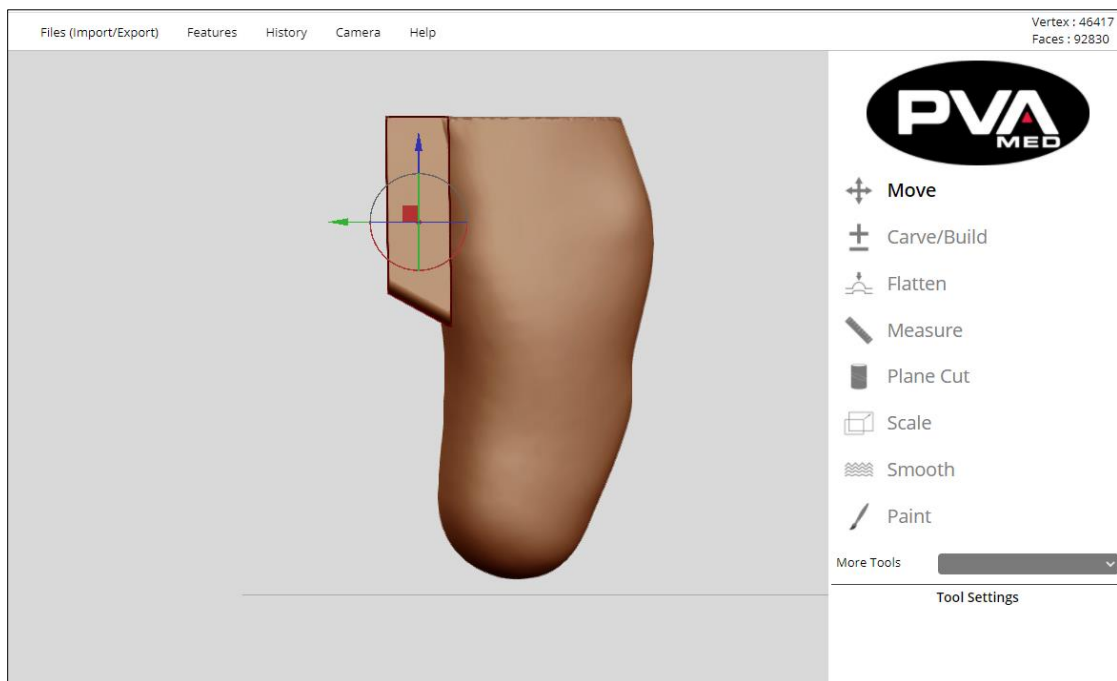 Files (Import/Export) Features History Camera Help
Vertex : 46417
Faces : 92830
PVA
MED
Move
Carve/Build
Flatten
Measure
Plane Cut
Scale
Smooth
Paint
More Tools
Tool Settings